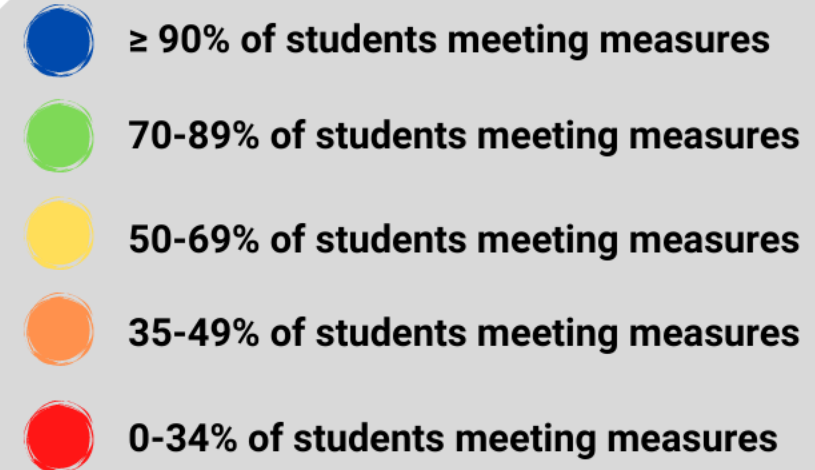 ≥ 90% of students meeting measures
70-89% of students meeting measures
50-69% of students meeting measures
35-49% of students meeting measures
0-34% of students meeting measures